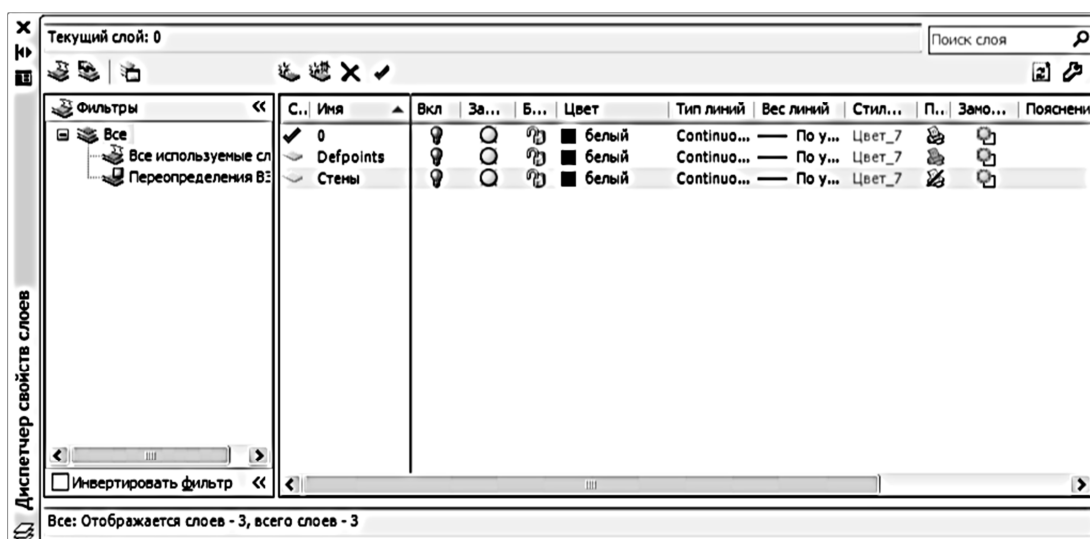 Текущий слой: 0
Поиск слоя
Фильтры
С.. Имя Вкл За... Б... Цвет Тип линий Вес линий Стил... П.. Замо... Пояснени
Все
Все используемые сл
Переопределения ВЭ
0 белый Continuo... По у... Цвет_7
Defpoints белый Continuo... По у... Цвет_7
Стены белый Continuo... По у... Цвет_7
Инвертировать фильтр
Все: Отображается слоев - 3, всего слоев - 3
Диспетчер свойств слоев